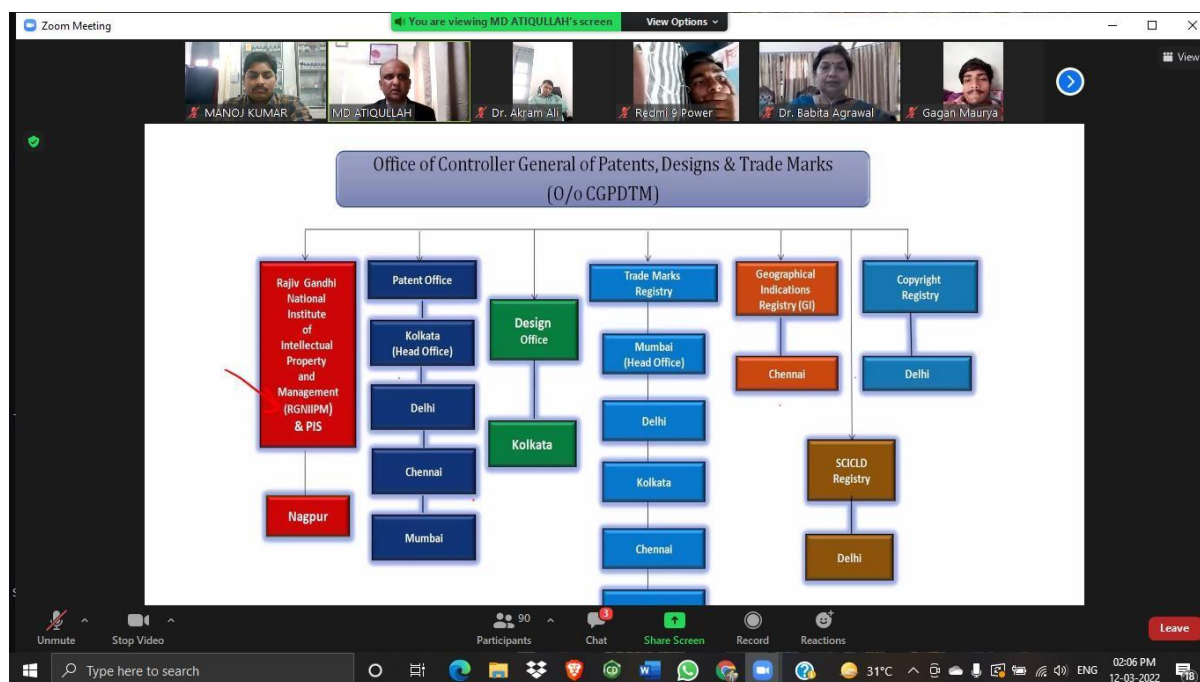 Zoom Meeting
You are viewing MD ATIQULLAH's screen
View Options
View
MANOJ KUMAR
MD ATIQULLAH
Dr. Akram Ali
Redmi 9 Power
Dr. Babita Agrawal
Gagan Maurya
Office of Controller General of Patents, Designs & Trade Marks
(O/o CGPDTM)
Rajiv Gandhi
National
Institute
of
Intellectual
Property
and
Management
(RGNIIPM)
& PIS
Nagpur
Patent Office
Kolkata
(Head Office)
Delhi
Chennai
Mumbai
Design
Office
Kolkata
Trade Marks
Registry
Mumbai
(Head Office)
Delhi
Kolkata
Chennai
Geographical
Indications
Registry (GI)
Chennai
SCICLD
Registry
Delhi
Copyright
Registry
Delhi
Unmute
Stop Video
90
Participants
3
Chat
Share Screen
Record
Reactions
Leave
Type here to search
31°C
ENG
02:06 PM
12-03-2022
18